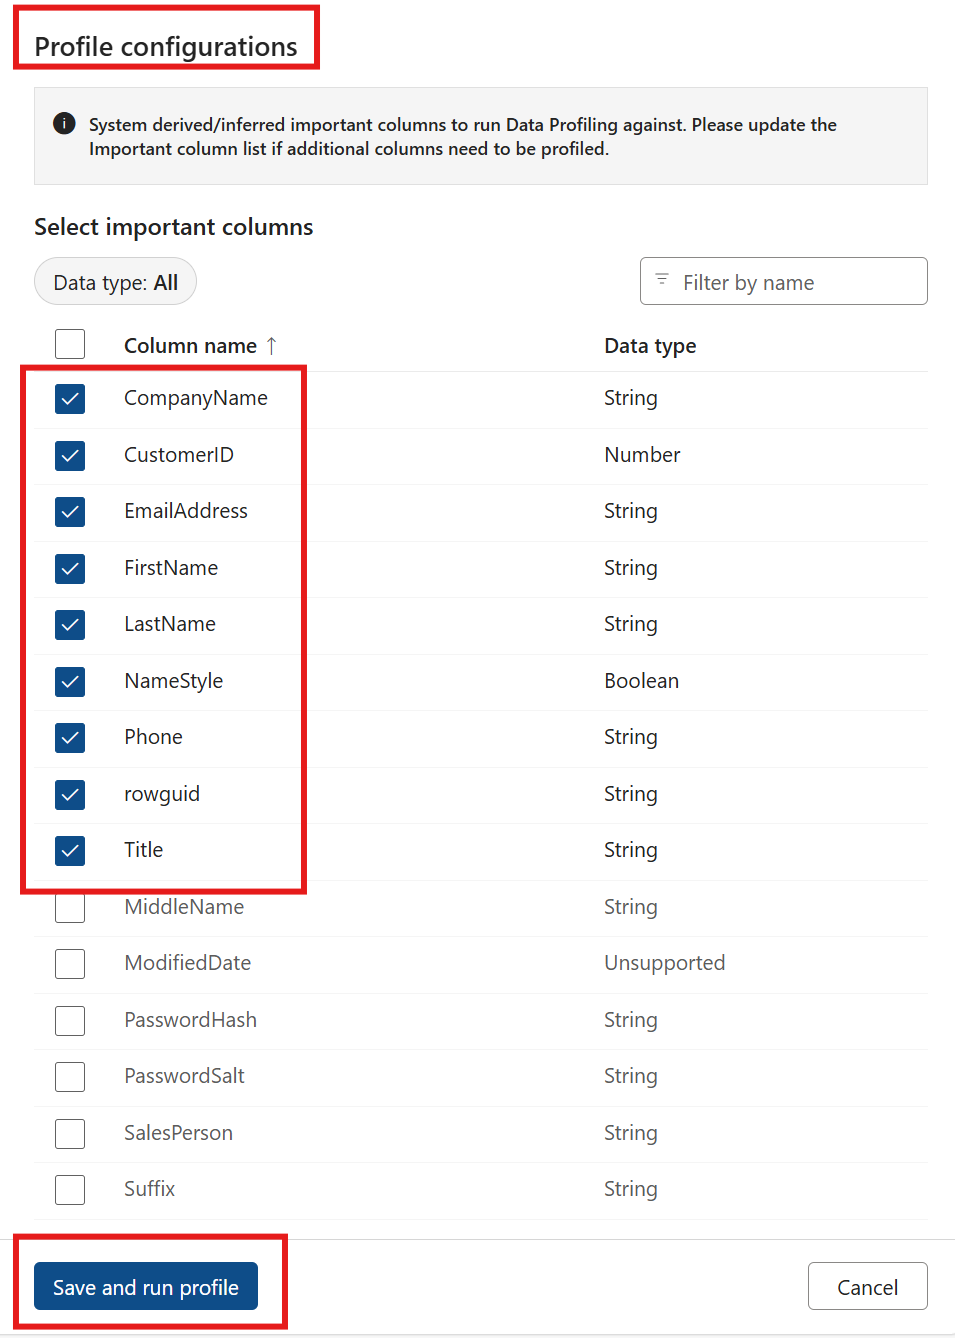 Profile configurations
System derived/inferred important columns to run Data Profiling against. Please update the
Important column list if additional columns need to be profiled.
Select important columns
Data type: All
Filter by name
Column name ↑ Data type
CompanyName String
CustomerID Number
EmailAddress String
FirstName String
LastName String
NameStyle Boolean
Phone String
rowguid String
Title String
MiddleName String
ModifiedDate Unsupported
PasswordHash String
PasswordSalt String
SalesPerson String
Suffix String
Save and run profile Cancel